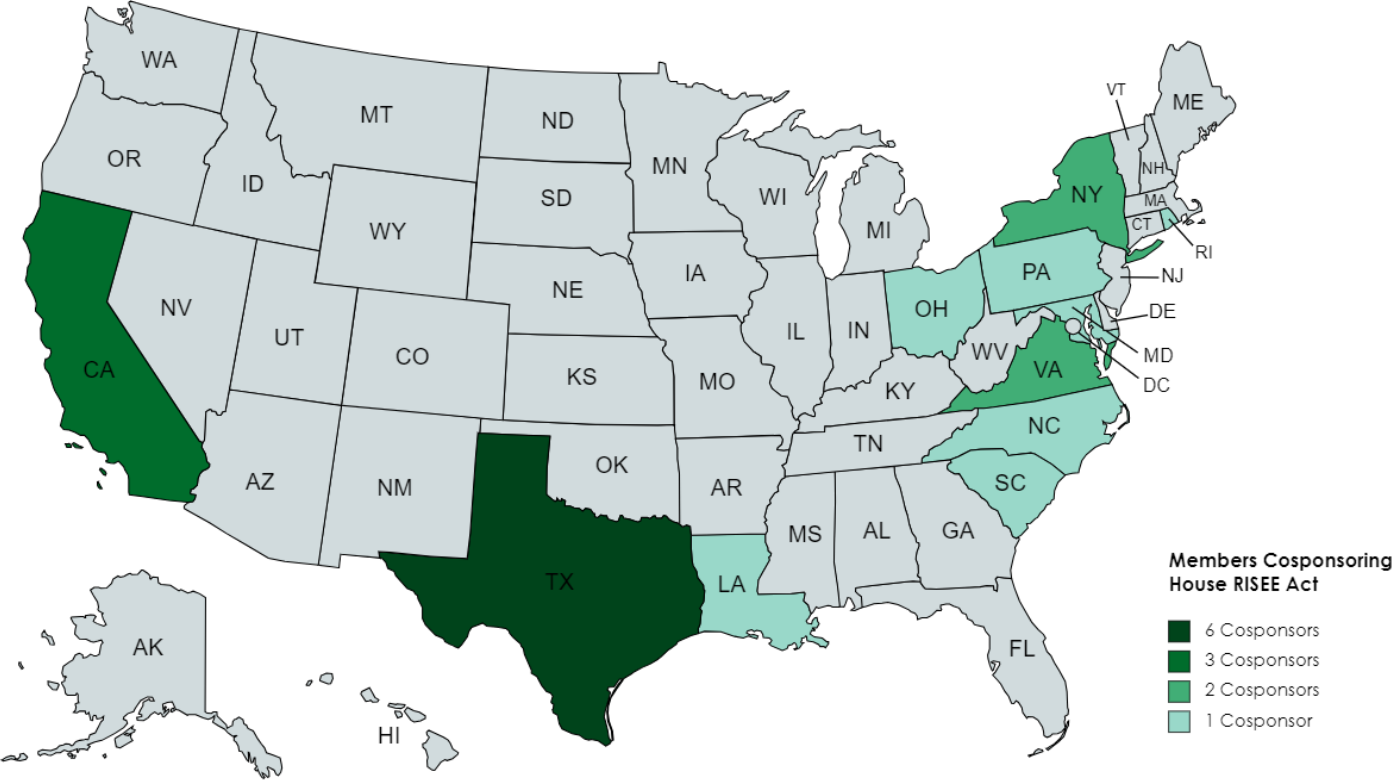 WA
MT
ND
MN
VT
ME
OR
ID
SD
WI
NH
WY
MI
NY
MA
CT
RI
IA
PA
NJ
NV
NE
OH
DE
UT
IL
IN
CO
WV
MD
CA
KS
MO
KY
VA
DC
NC
TN
OK
AZ
NM
AR
SC
MS
AL
GA
TX
LA
Members Cosponsoring
House RISEE Act
6 Cosponsors
3 Cosponsors
2 Cosponsors
1 Cosponsor
AK
FL
HI